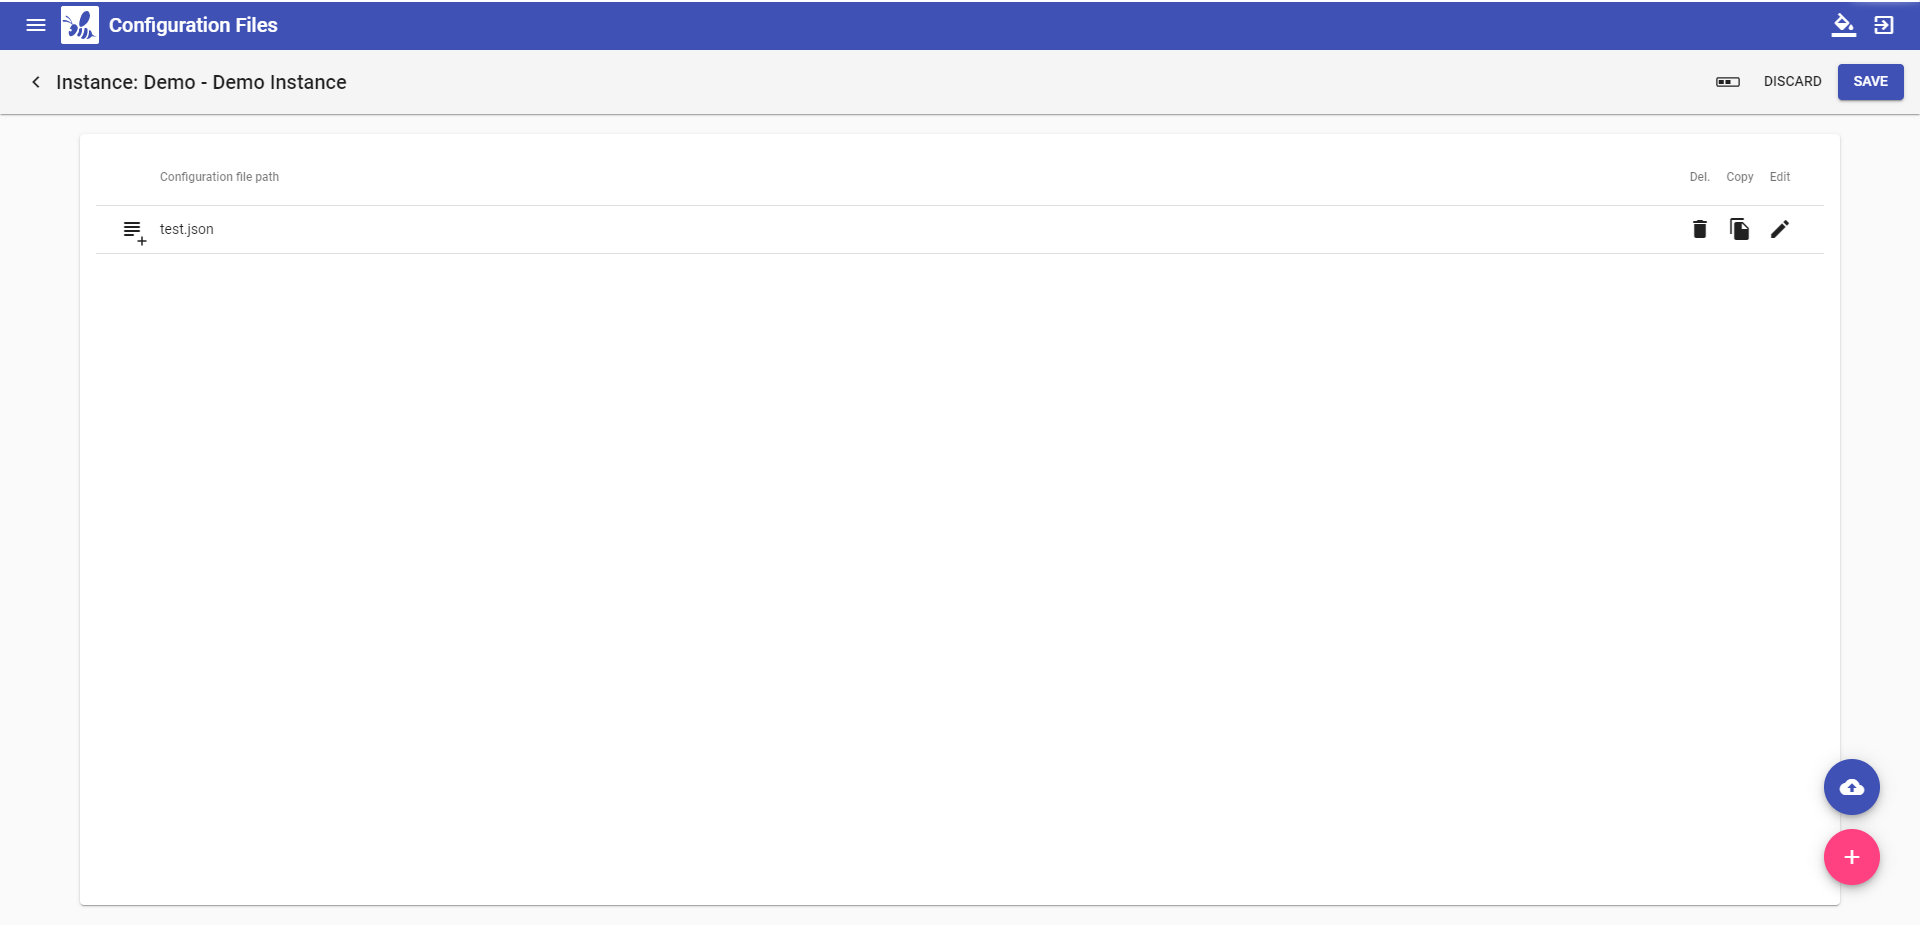 Configuration Files
Instance: Demo - Demo Instance
DISCARD SAVE
Configuration file path Del. Copy Edit
test.json